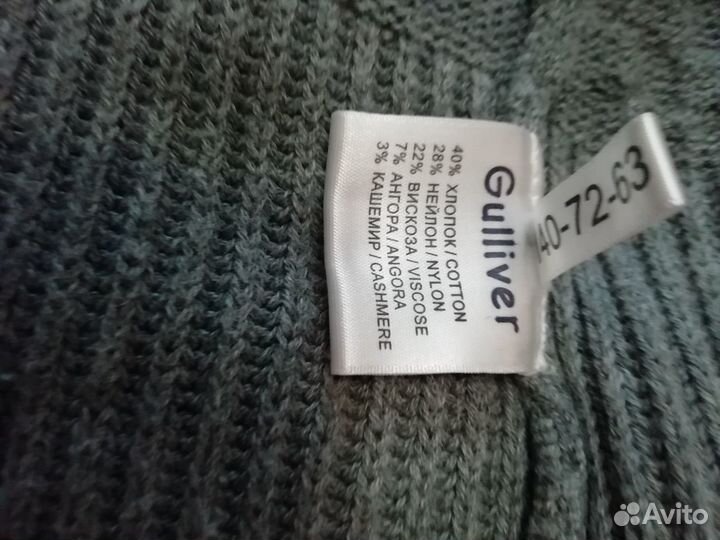 Gulliver
40% ХЛОПОК / COTTON
28% НЕЙЛОН / NYLON
22% ВИСКОЗА / VISCOSE
7% АНГОРА / ANGORA
3% КАШЕМИР / CASHMERE
40-72-63
Avito